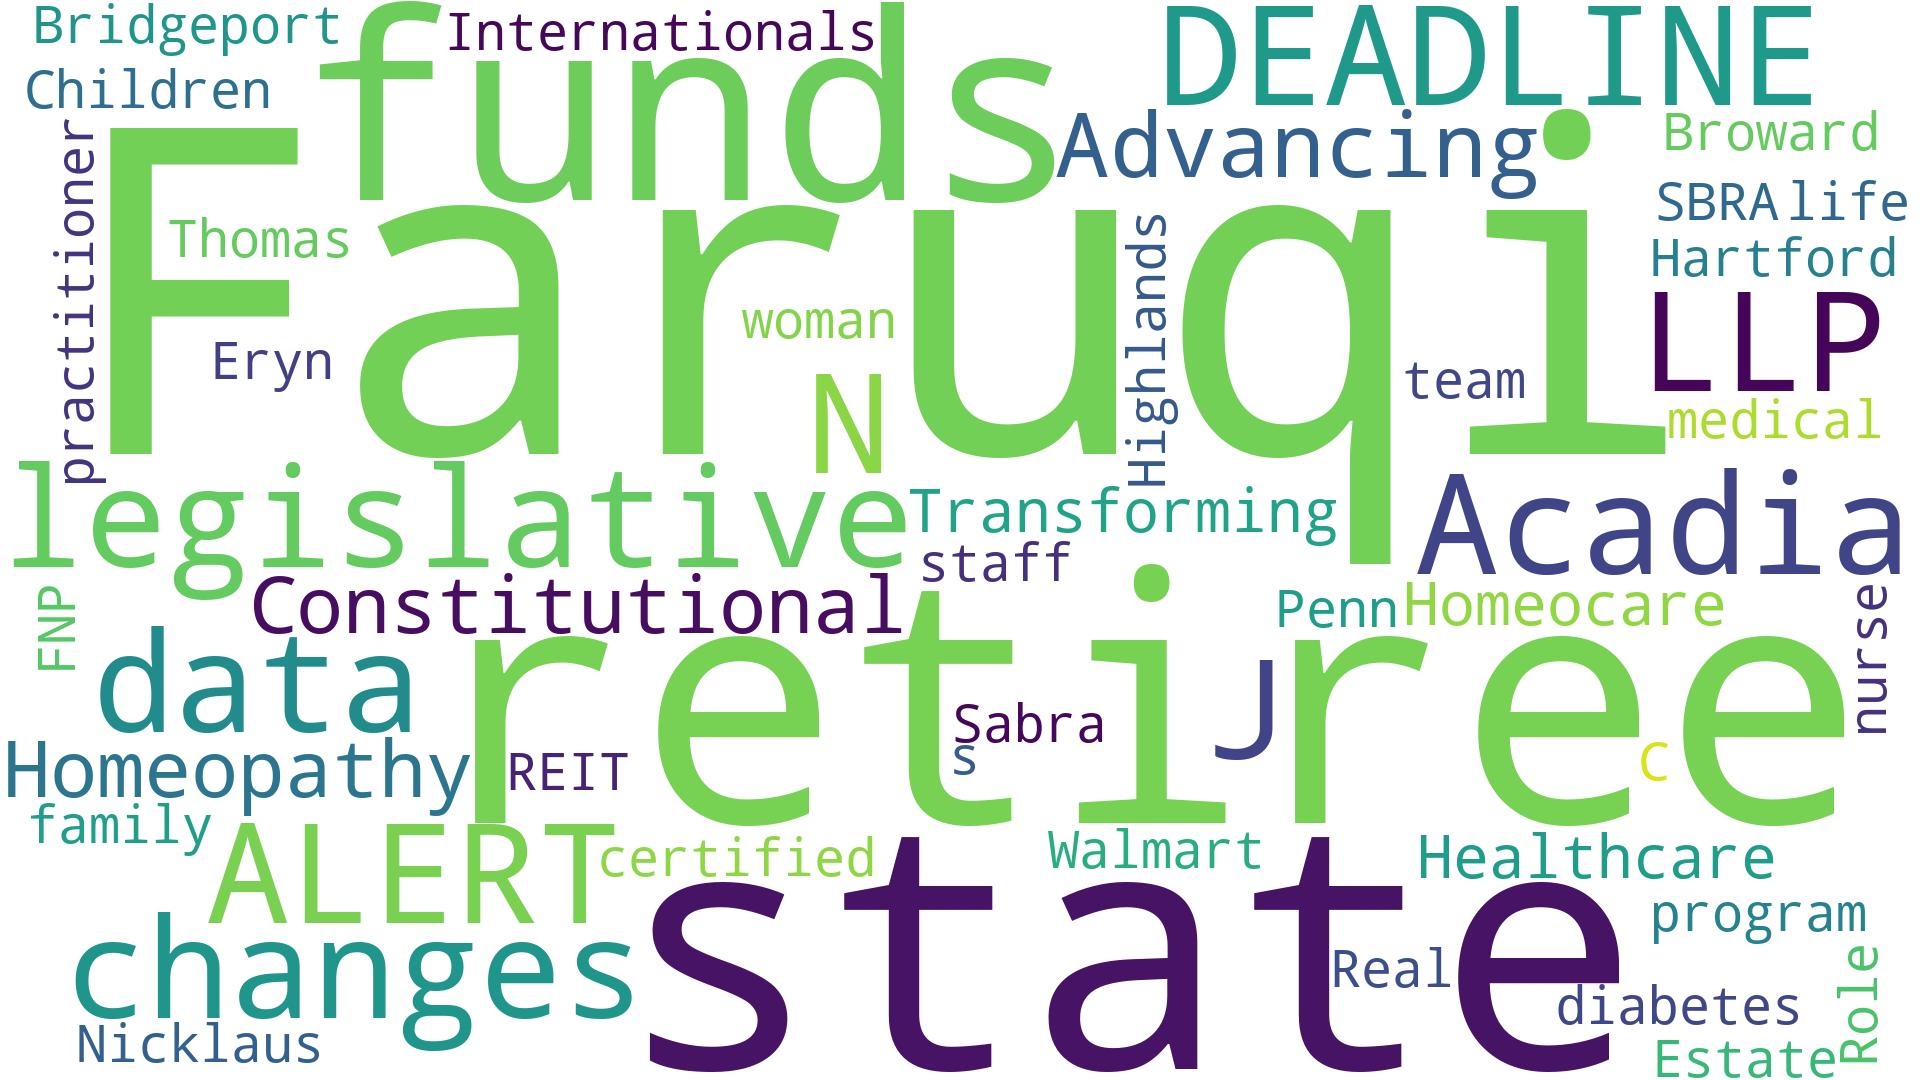 Bridgeport
Internationals
funds
DEADLINE
Children
Advancing
Broward
practitioner
Faruqi
Thomas
SBRA life
Hartford
woman
Highlands
LLP
Eryn
team
N
medical
legislative
Transforming
Acadia
staff
Constitutional
Penn
Homeocare
FNP
retiree
nurse
data
J
Sabra
s
Homeopathy
REIT
C
family
ALERT
certified
Walmart
Healthcare
state
changes
program
Real
Role
diabetes
Nicklaus
Estate